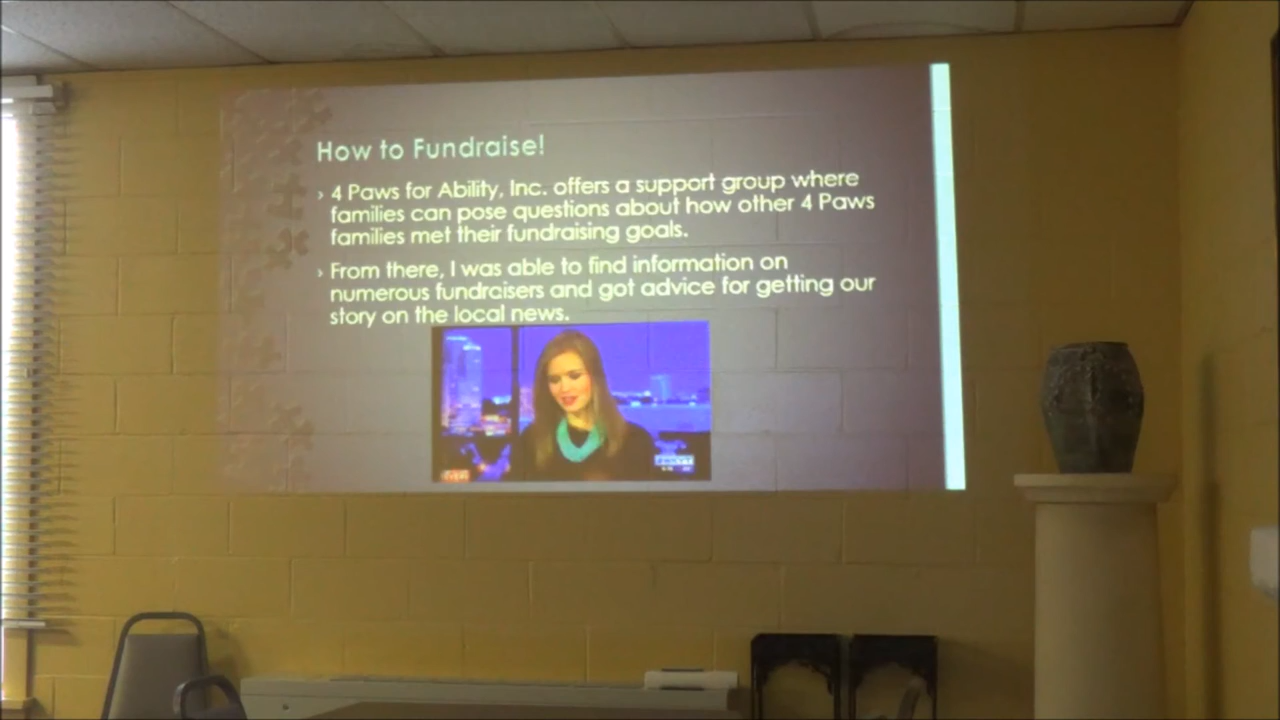 How to Fundraise!
› 4 Paws for Ability, Inc. offers a support group where
families can pose questions about how other 4 Paws
families met their fundraising goals.
› From there, I was able to find information on
numerous fundraisers and got advice for getting our
story on the local news.